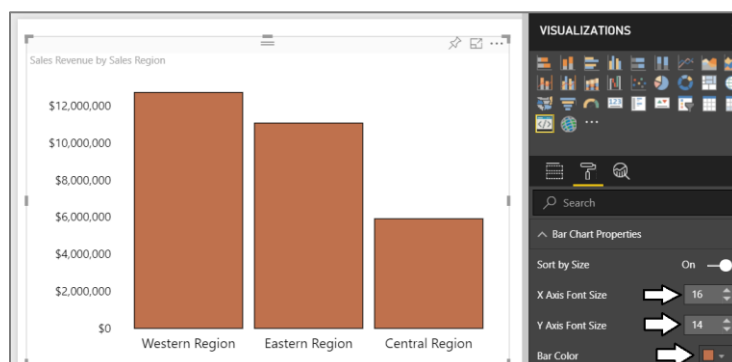 VISUALIZATIONS
Sales Revenue by Sales Region
$12,000,000
$10,000,000
$8,000,000
$6,000,000
$4,000,000
$2,000,000
$0
Western Region Eastern Region Central Region
Search
Bar Chart Properties
Sort by Size On
X Axis Font Size 16
Y Axis Font Size 14
Bar Color